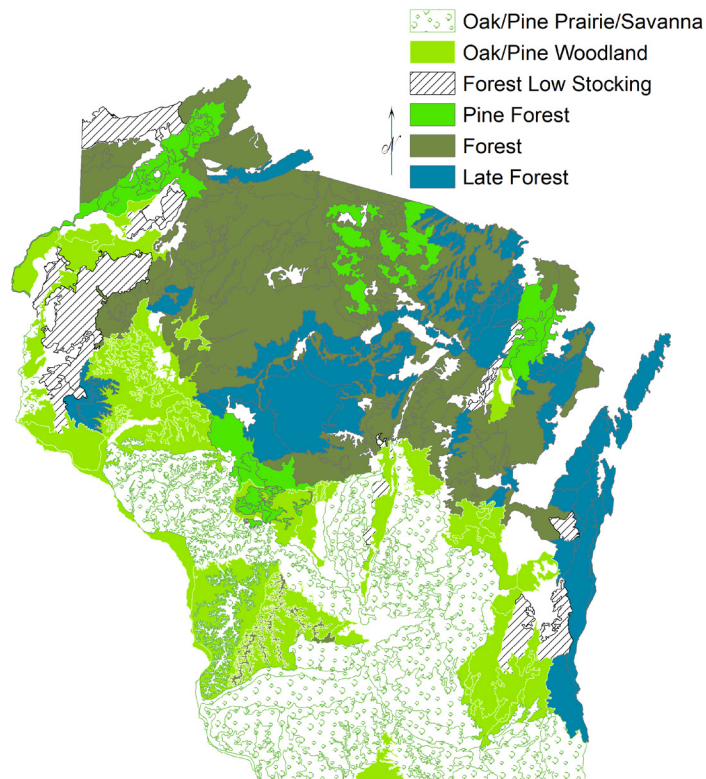 Oak/Pine Prairie/Savanna
Oak/Pine Woodland
Forest Low Stocking
Pine Forest
Forest
Late Forest
N